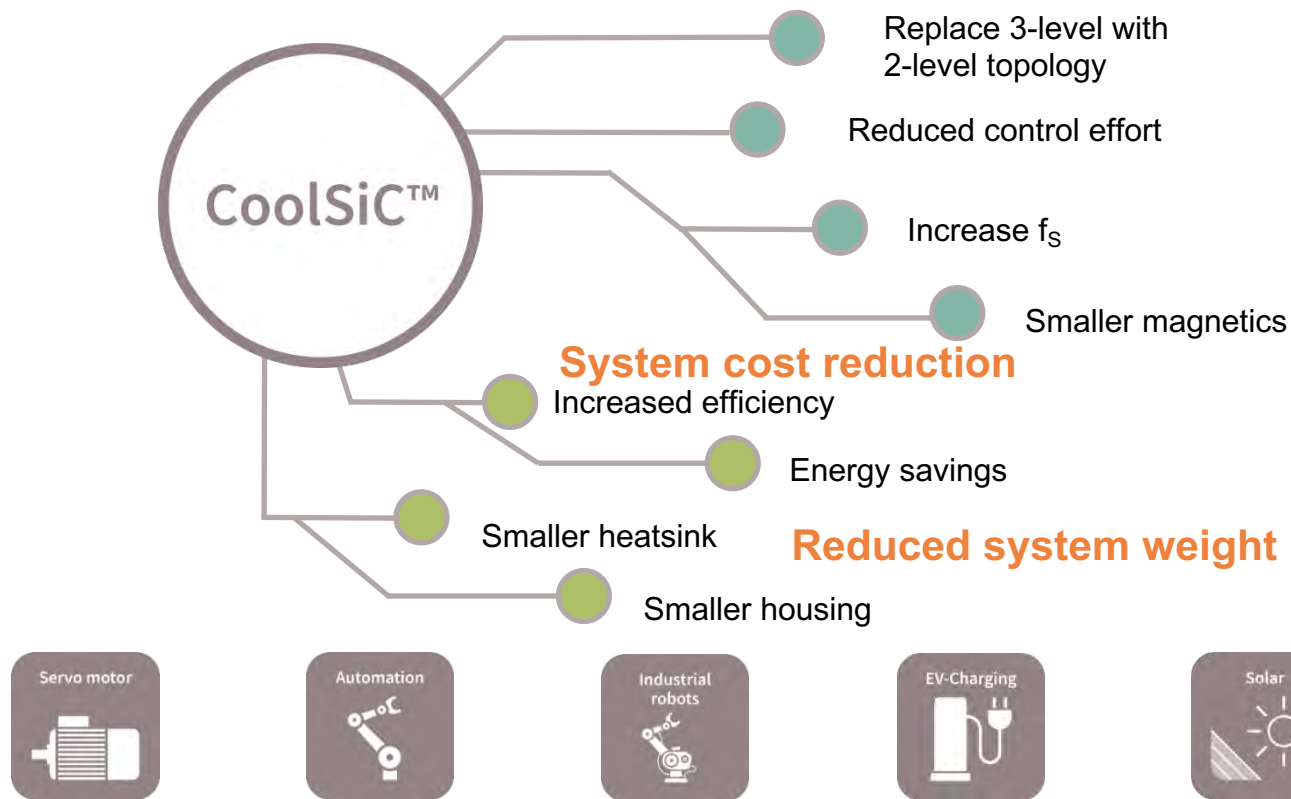 Replace 3-level with
2-level topology
Reduced control effort
CoolSiC™
Increase fS
Smaller magnetics
System cost reduction
Increased efficiency
Energy savings
Smaller heatsink
Reduced system weight
Smaller housing
Servo motor
Automation
Industrial
robots
EV-Charging
Solar